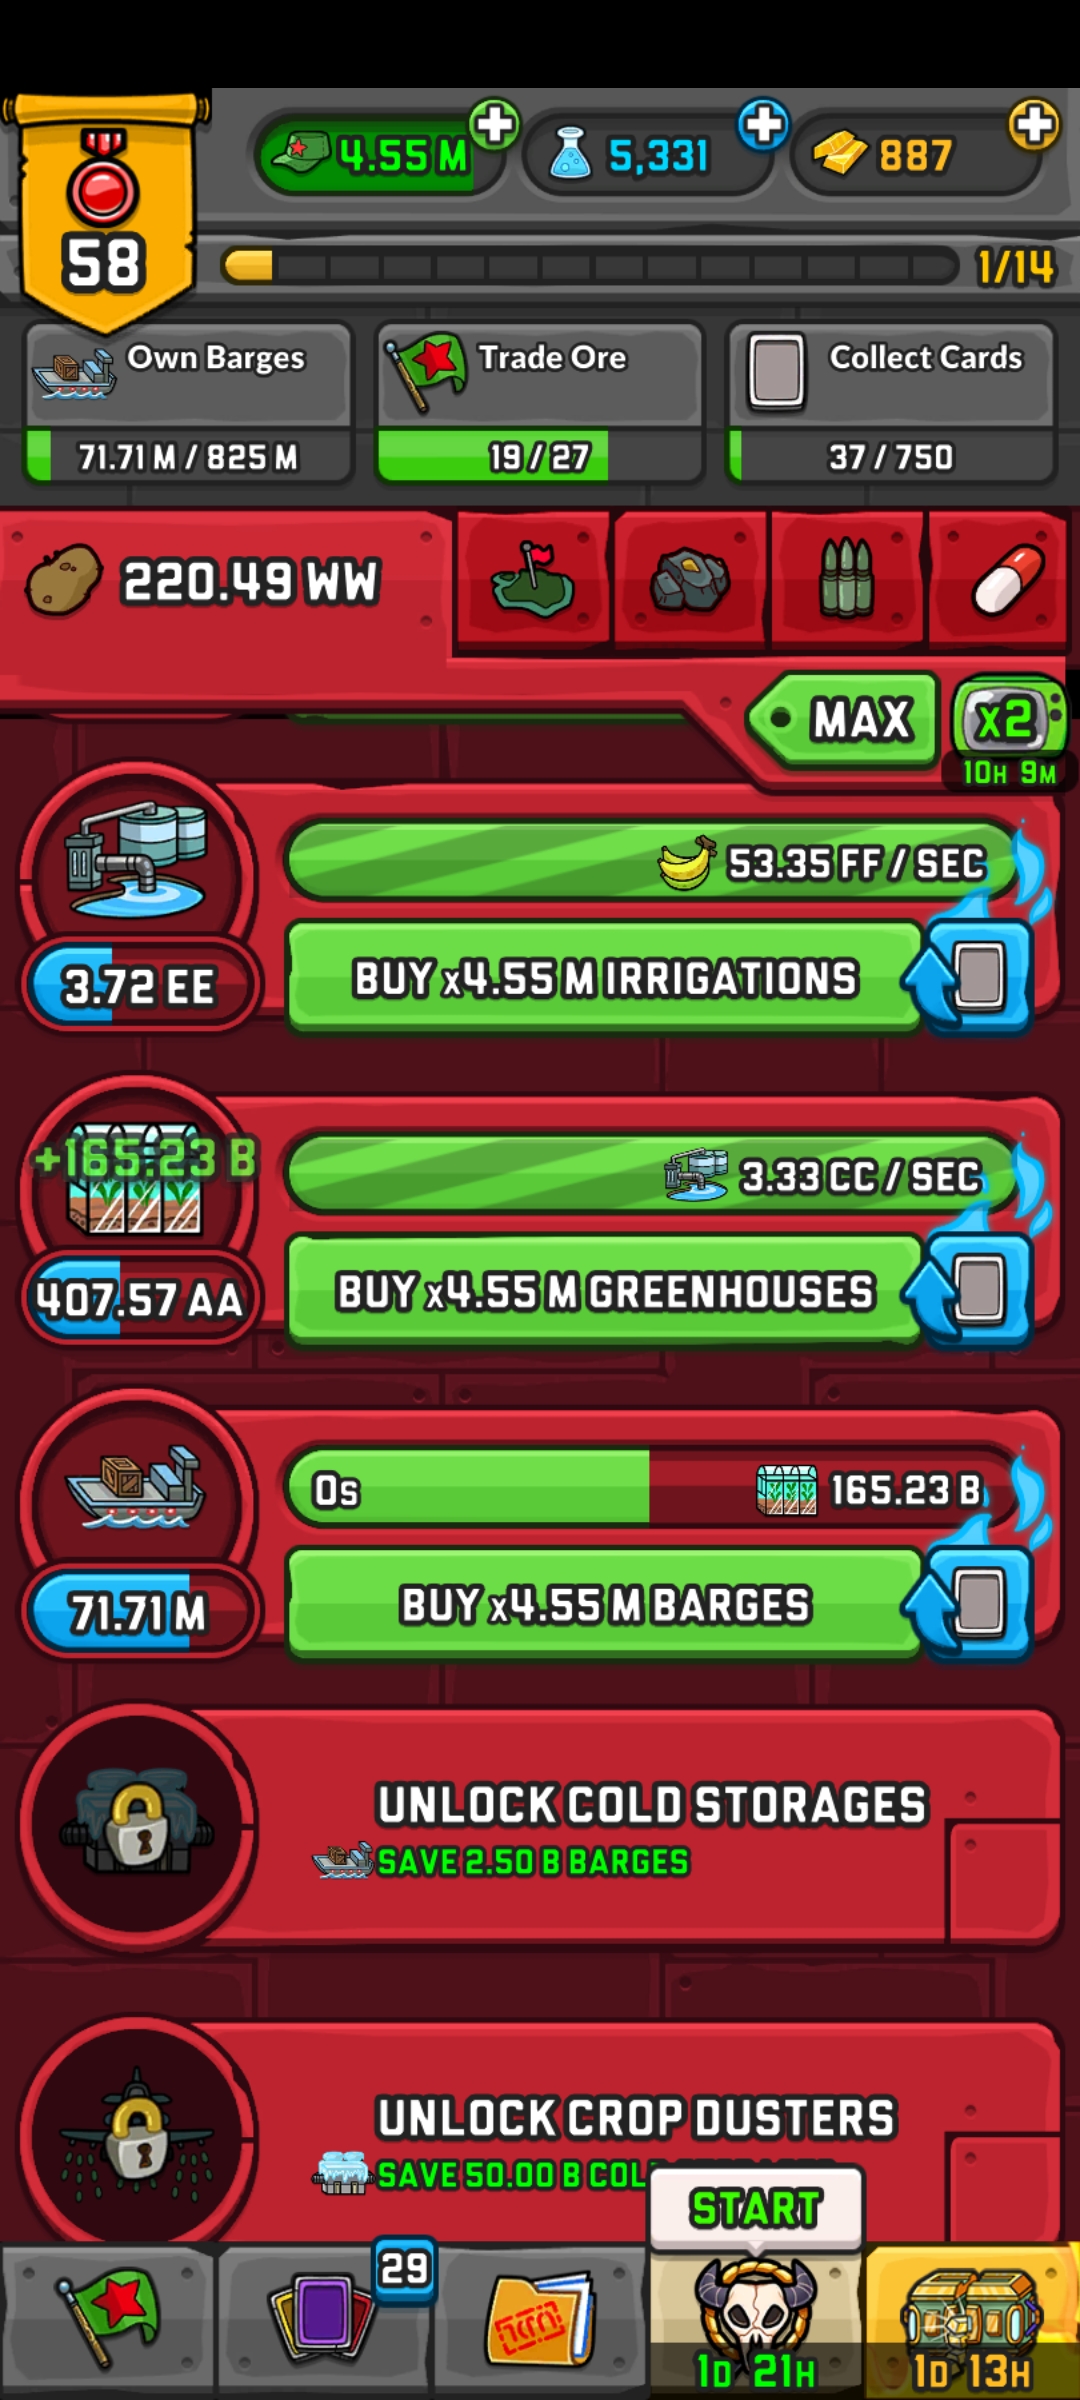 4.55 M
5,331
887
58
1/14
Own Barges
71.71 M / 825 M
Trade Ore
19 / 27
Collect Cards
37 / 750
220.49 WW
MAX
x2
10H 9M
53.35 FF / SEC
3.72 EE
BUY x4.55 M IRRIGATIONS
+165.23 B
3.33 CC / SEC
407.57 AA
BUY x4.55 M GREENHOUSES
0s
165.23 B
71.71 M
BUY x4.55 M BARGES
UNLOCK COLD STORAGES
SAVE 2.50 B BARGES
UNLOCK CROP DUSTERS
SAVE 50.00 B
START
29
1D 21H
1D 13H